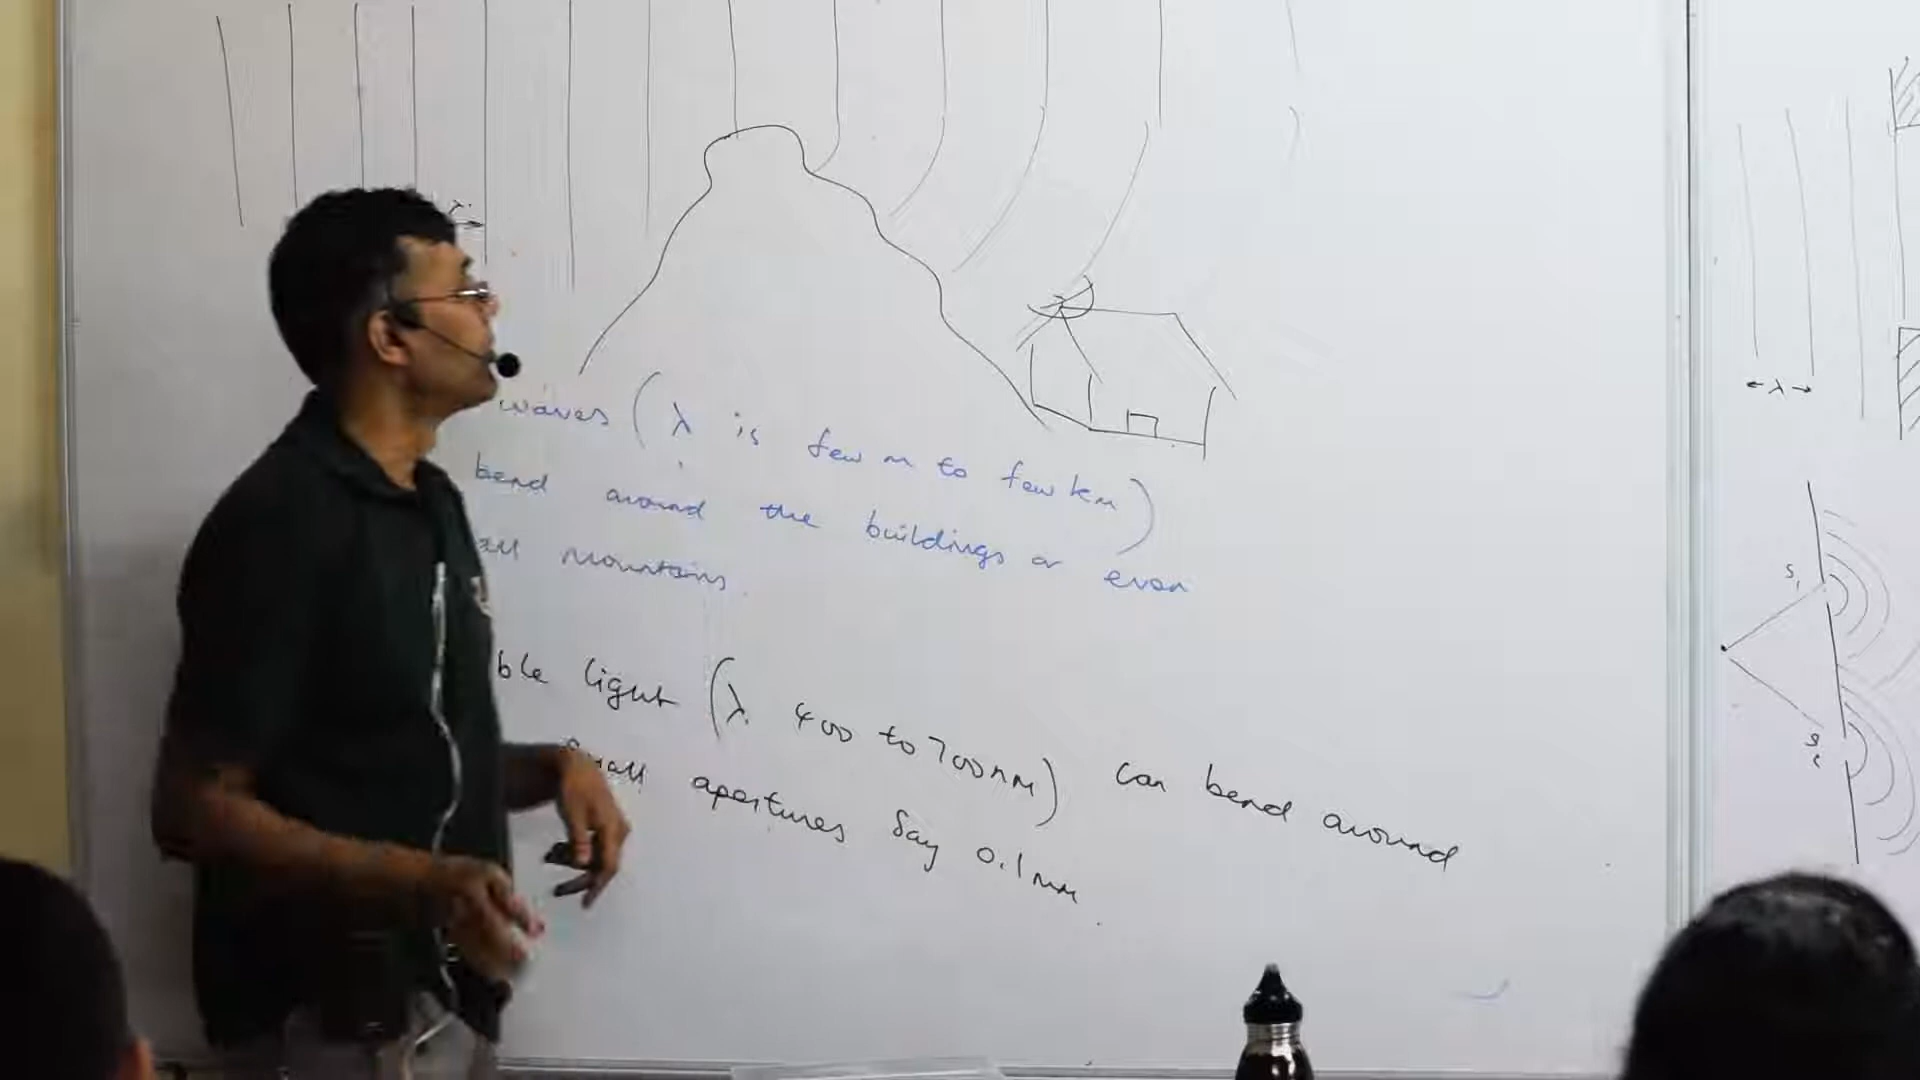 λ
waves (λ is few m to few km)
bend around the buildings or even
all mountains.
ble light (λ 400 to 700nm) can bend around
small apertures say 0.1mm.
← λ →
S₁
S₂